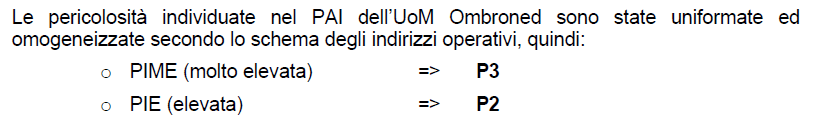 Le pericolosità individuate nel PAI dell'UoM Ombroned sono state uniformate ed
omogeneizzate secondo lo schema degli indirizzi operativi, quindi:
o PIME (molto elevata) => P3
o PIE (elevata) => P2